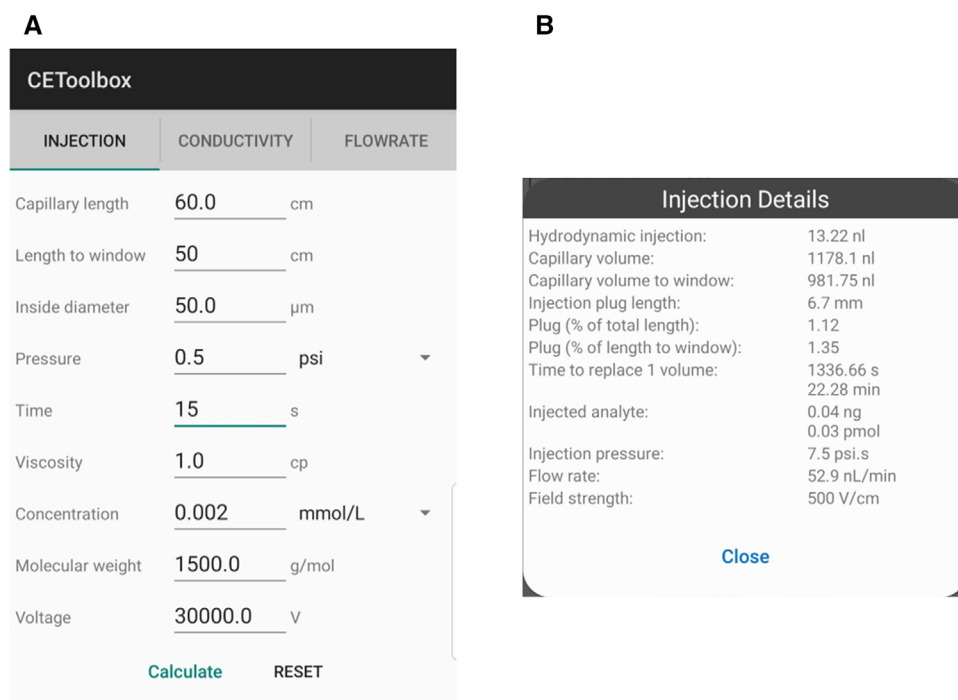 A
CEToolbox
INJECTION CONDUCTIVITY FLOWRATE
Capillary length 60.0 cm
Length to window 50 cm
Inside diameter 50.0 µm
Pressure 0.5 psi
Time 15 s
Viscosity 1.0 cp
Concentration 0.002 mmol/L
Molecular weight 1500.0 g/mol
Voltage 30000.0 V
Calculate RESET
B
Injection Details
Hydrodynamic injection: 13.22 nl
Capillary volume: 1178.1 nl
Capillary volume to window: 981.75 nl
Injection plug length: 6.7 mm
Plug (% of total length): 1.12
Plug (% of length to window): 1.35
Time to replace 1 volume: 1336.66 s
22.28 min
Injected analyte: 0.04 ng
0.03 pmol
Injection pressure: 7.5 psi.s
Flow rate: 52.9 nL/min
Field strength: 500 V/cm
Close